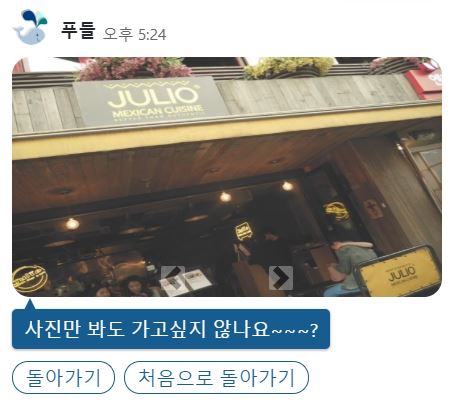 푸들 오후 5:24
JULIO
MEXICAN CUISINE
JULIO
사진만 봐도 가고싶지 않나요~~~?
돌아가기
처음으로 돌아가기